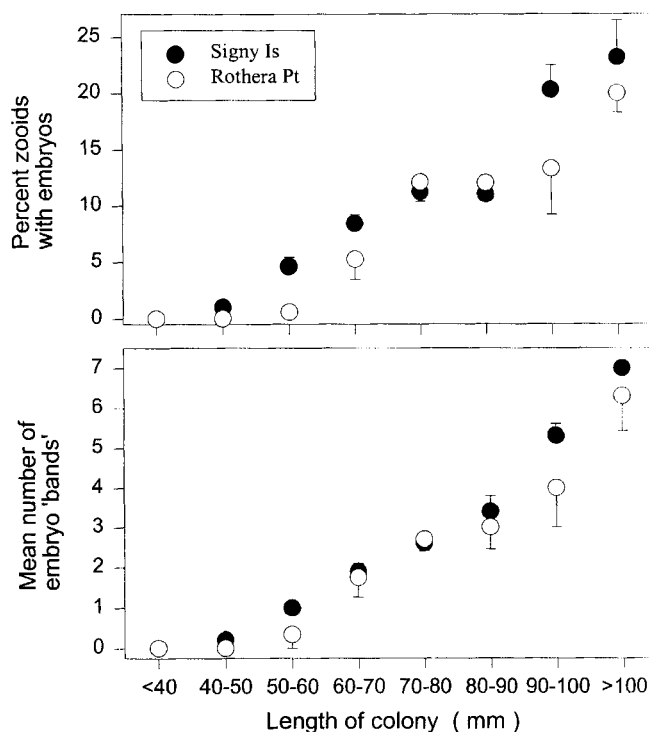 Signy Is
Rothera Pt
Percent zooids
with embryos
25
20
15
10
5
0
Mean number of
embryo 'bands'
7
6
5
4
3
2
1
0
<40 40-50 50-60 60-70 70-80 80-90 90-100 >100
Length of colony ( mm )